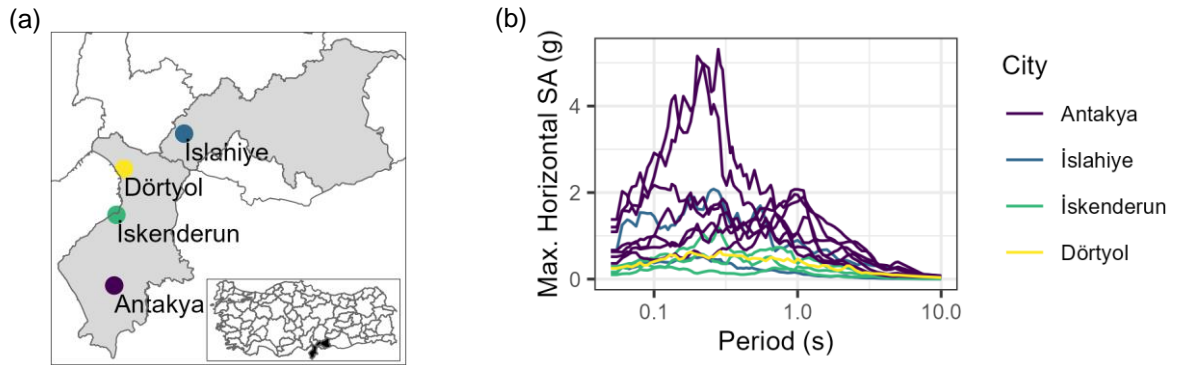 (a)
İslahiye
Dörtyol
İskenderun
Antakya
(b)
Max. Horizontal SA (g)
4
2
0
0.1
1.0
10.0
Period (s)
City
Antakya
İslahiye
İskenderun
Dörtyol